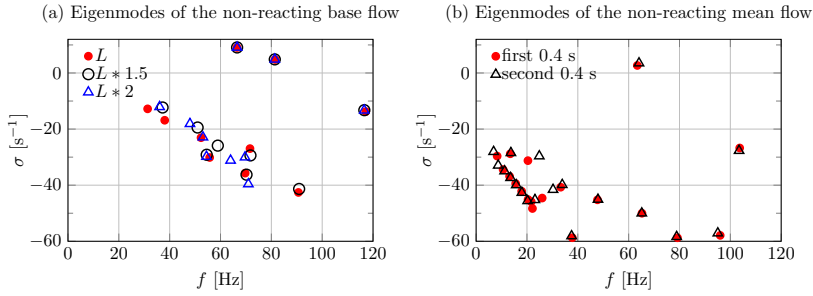 (a) Eigenmodes of the non-reacting base flow
(b) Eigenmodes of the non-reacting mean flow
L
L ∗ 1.5
L ∗ 2
0
−20
−40
−60
σ [s⁻¹]
0 20 40 60 80 100 120
f [Hz]
first 0.4 s
second 0.4 s
0
−20
−40
−60
σ [s⁻¹]
0 20 40 60 80 100 120
f [Hz]